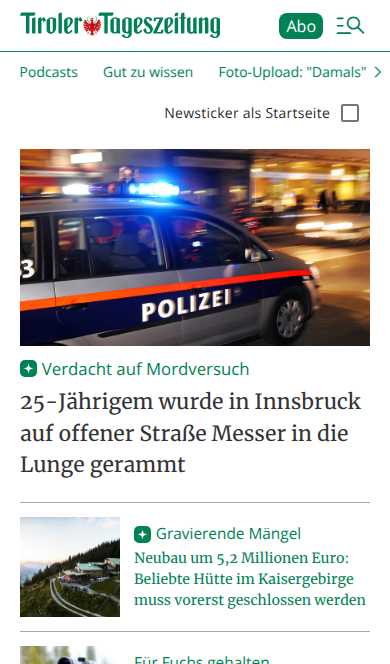 Tiroler Tageszeitung
Abo
Podcasts Gut zu wissen Foto-Upload: "Damals"
Newsticker als Startseite
3
POLIZEI
Verdacht auf Mordversuch
25-Jährigem wurde in Innsbruck
auf offener Straße Messer in die
Lunge gerammt
Gravierende Mängel
Neubau um 5,2 Millionen Euro:
Beliebte Hütte im Kaisergebirge
muss vorerst geschlossen werden
Für Fuchs gehalten